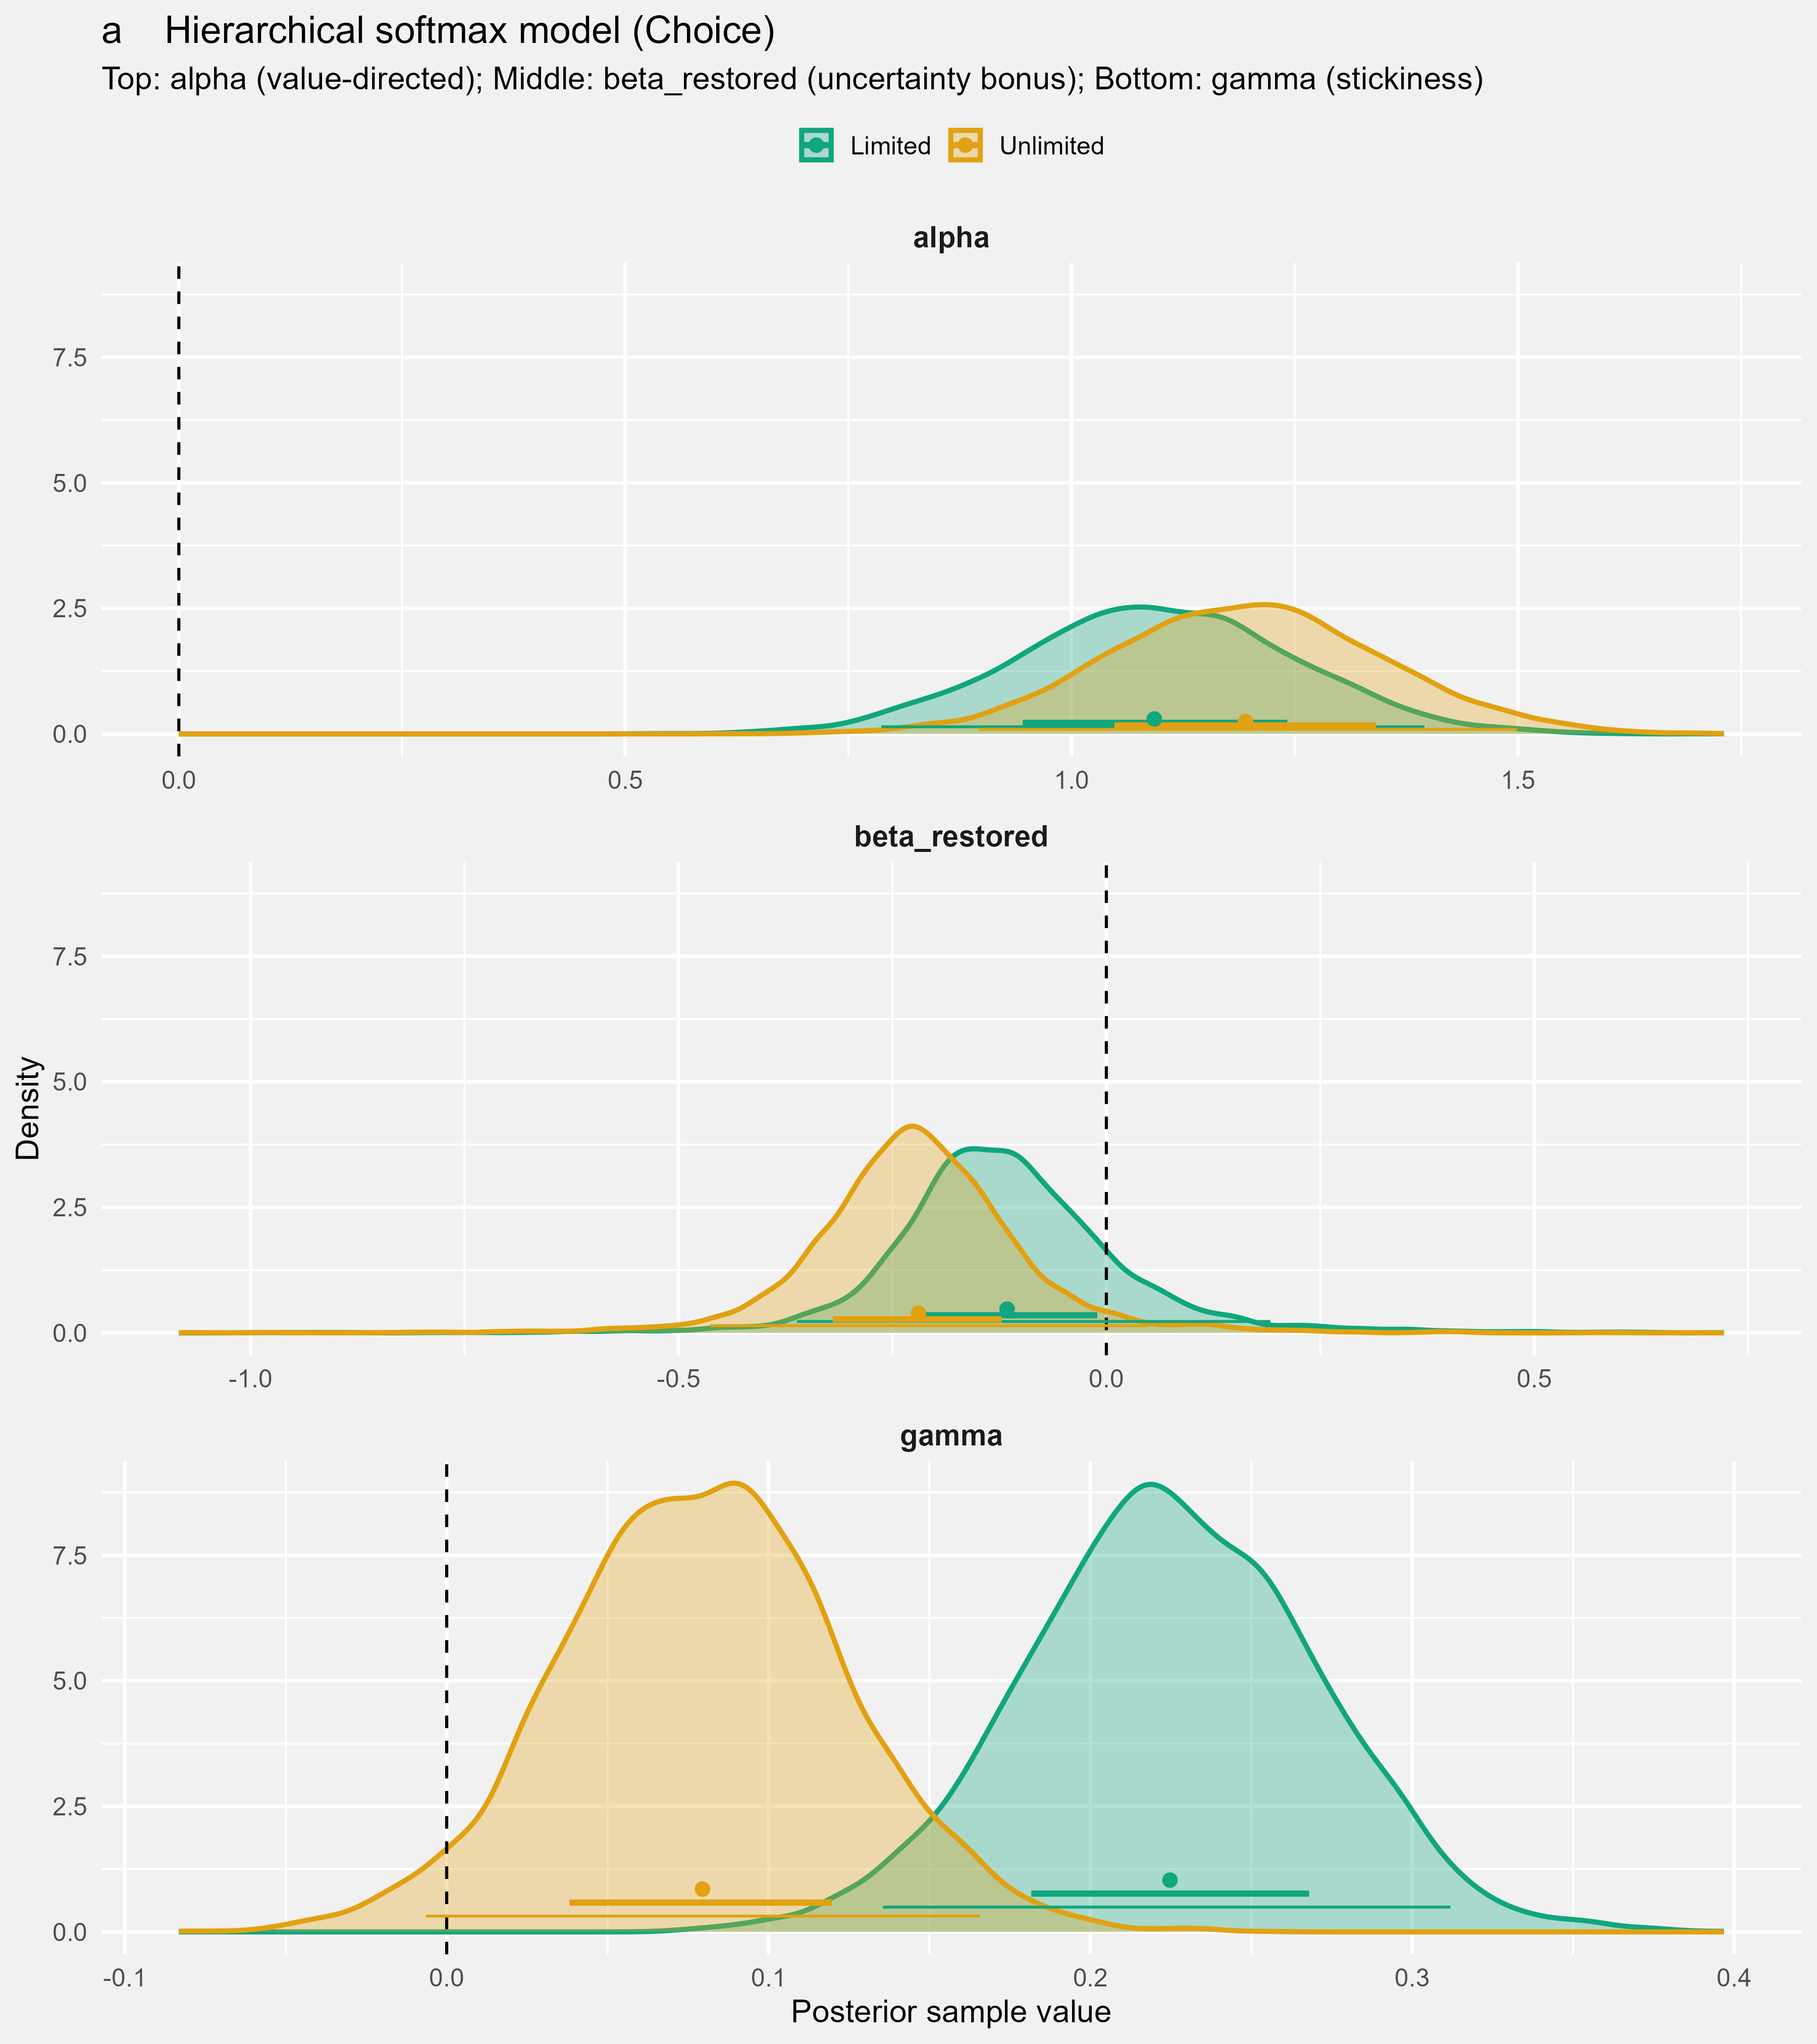 a Hierarchical softmax model (Choice)
Top: alpha (value-directed); Middle: beta_restored (uncertainty bonus); Bottom: gamma (stickiness)
Limited Unlimited
alpha
7.5
5.0
2.5
0.0
0.0 0.5 1.0 1.5
beta_restored
Density
7.5
5.0
2.5
0.0
-1.0 -0.5 0.0 0.5
gamma
7.5
5.0
2.5
0.0
-0.1 0.0 0.1 0.2 0.3 0.4
Posterior sample value